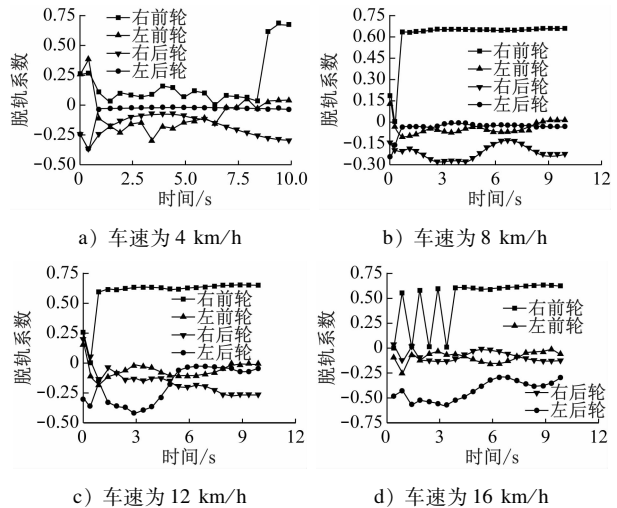 脱轨系数
0.75
0.50
0.25
0
−0.25
−0.50
右前轮
左前轮
右后轮
左后轮
0
2.5
5.0
7.5
10.0
时间/s
a) 车速为 4 km/h
脱轨系数
0.75
0.60
0.45
0.30
0.15
0
−0.15
−0.30
右前轮
左前轮
右后轮
左后轮
0
3
6
9
12
时间/s
b) 车速为 8 km/h
脱轨系数
0.75
0.50
0.25
0
−0.25
−0.50
右前轮
左前轮
右后轮
左后轮
0
3
6
9
12
时间/s
c) 车速为 12 km/h
脱轨系数
0.75
0.50
0.25
0
−0.25
−0.50
−0.75
右前轮
左前轮
右后轮
左后轮
0
3
6
9
12
时间/s
d) 车速为 16 km/h